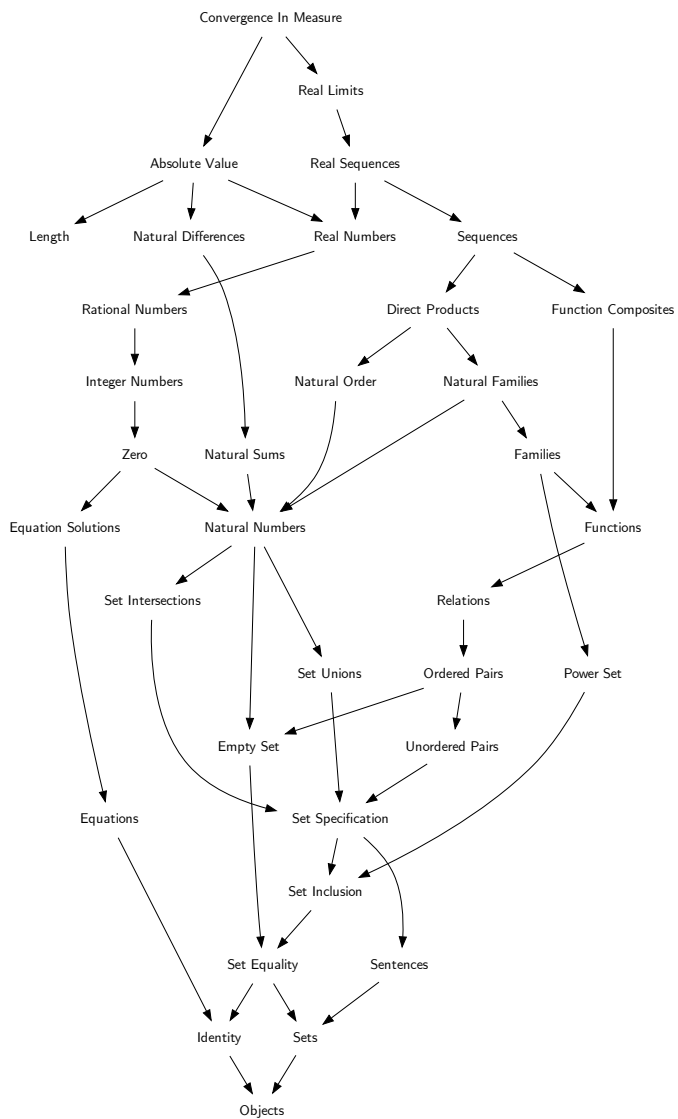 Convergence In Measure
Real Limits
Absolute Value
Real Sequences
Length
Natural Differences
Real Numbers
Sequences
Rational Numbers
Direct Products
Function Composites
Integer Numbers
Natural Order
Natural Families
Zero
Natural Sums
Families
Equation Solutions
Natural Numbers
Functions
Set Intersections
Relations
Set Unions
Ordered Pairs
Power Set
Empty Set
Unordered Pairs
Equations
Set Specification
Set Inclusion
Set Equality
Sentences
Identity
Sets
Objects